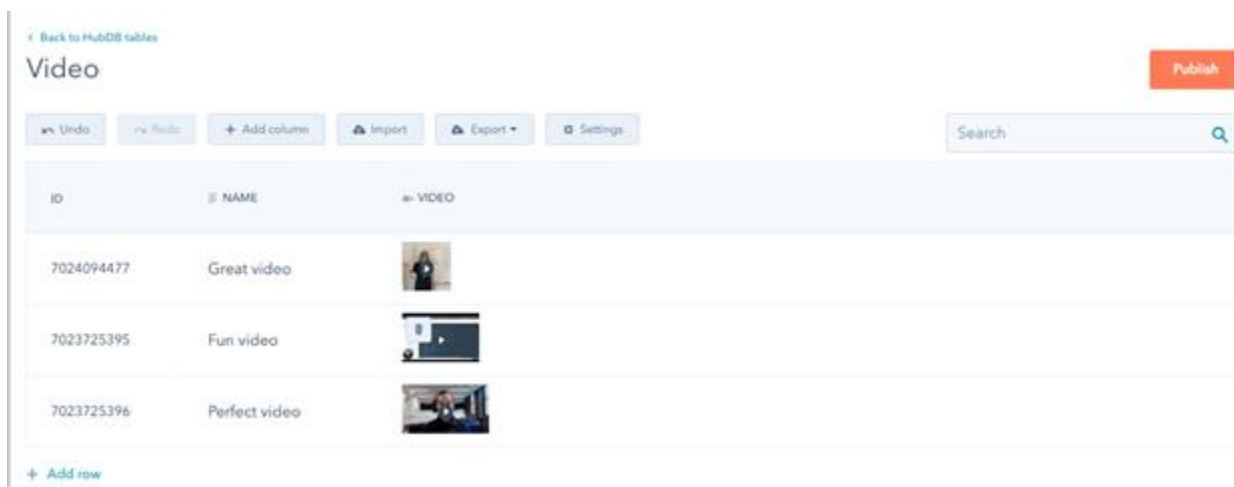 Back to HubDB tables
Video
Publish
Undo
Redo
+ Add column
Import
Export
Settings
Search
ID
NAME
VIDEO
7024094477
Great video
7023725395
Fun video
7023725396
Perfect video
+ Add row